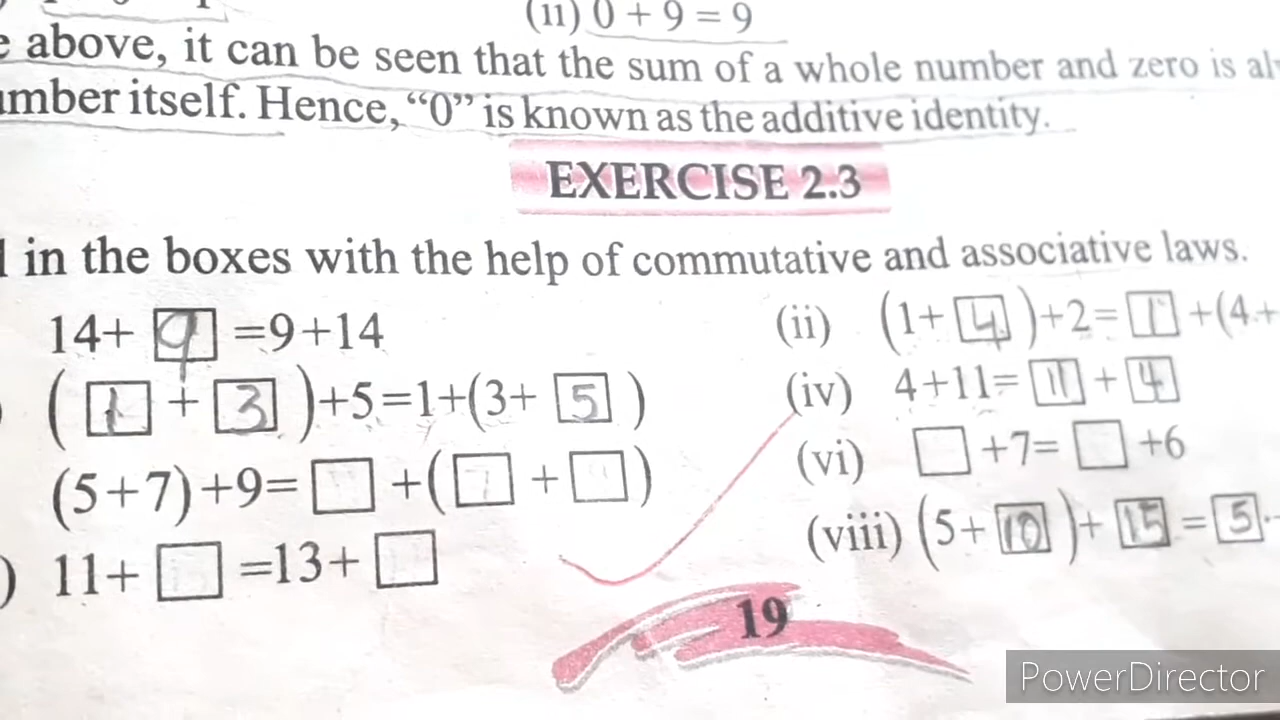 (ii) 0 + 9 = 9
above, it can be seen that the sum of a whole number and zero is
itself. Hence, “0” is known as the additive identity.
EXERCISE 2.3
in the boxes with the help of commutative and associative laws.
14+ 9 =9+14
(ii) (1+ 4 )+2= 1 +(4+
( 1 + 3 )+5=1+(3+ 5 )
(iv) 4+11= 11 + 4
(5+7)+9= □ +( □ + □ )
(vi) □ +7= □ +6
11+ □ =13+ □
(viii) (5+ 10 )+ 15 = 5
19
PowerDirector